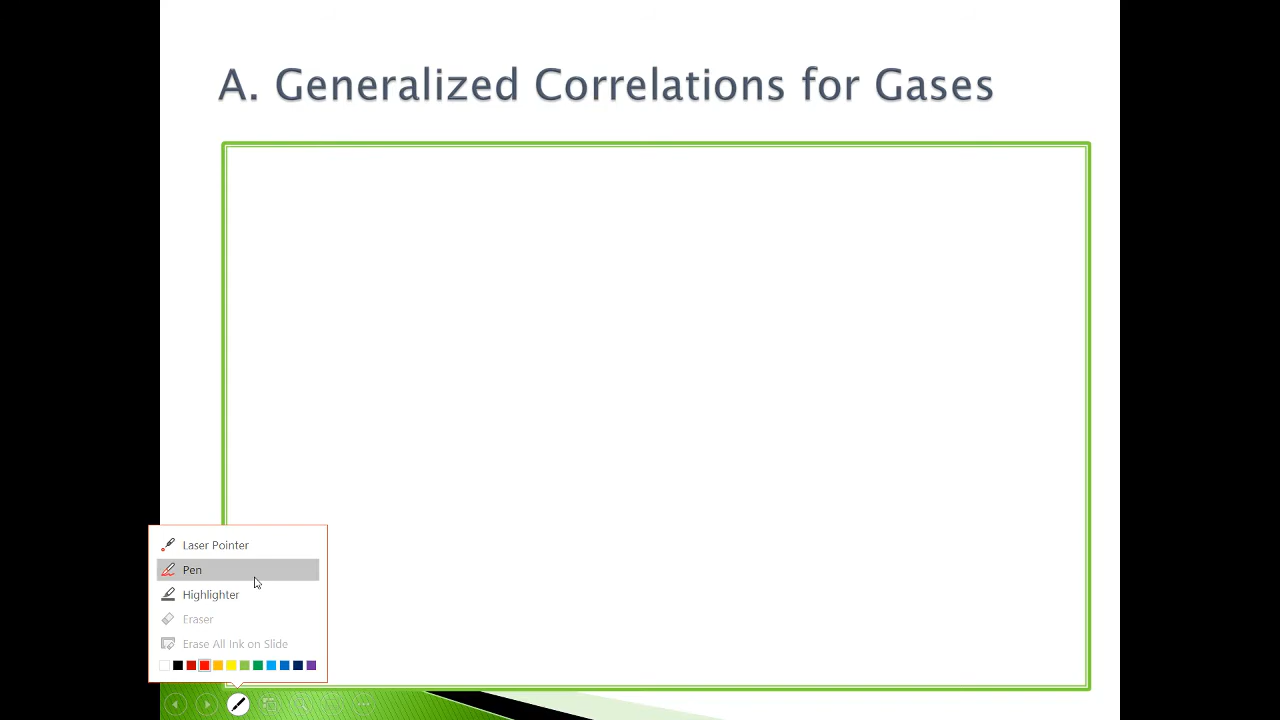 A. Generalized Correlations for Gases
Laser Pointer
Pen
Highlighter
Eraser
Erase All Ink on Slide